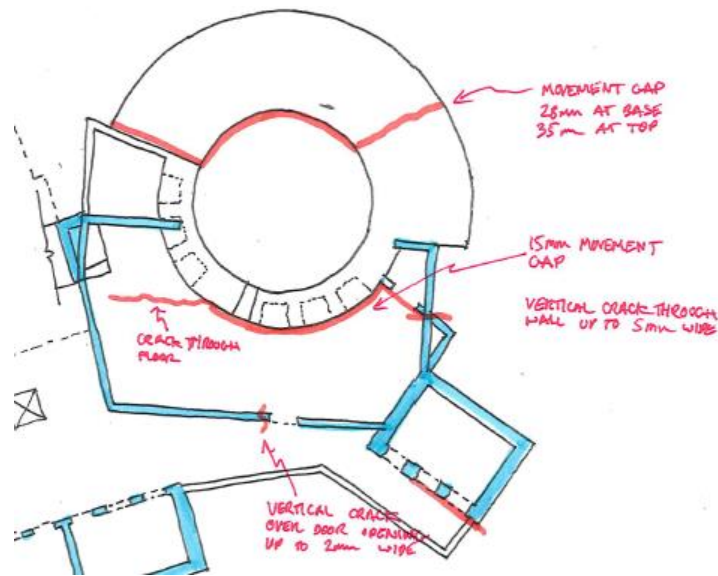 MOVEMENT GAP
28mm AT BASE
35m AT TOP
15mm MOVEMENT
GAP
VERTICAL CRACK THROUGH
WALL UP TO 5mm WIDE
CRACK THROUGH
FLOOR
VERTICAL CRACK
OVER DOOR OPENING
UP TO 2mm WIDE